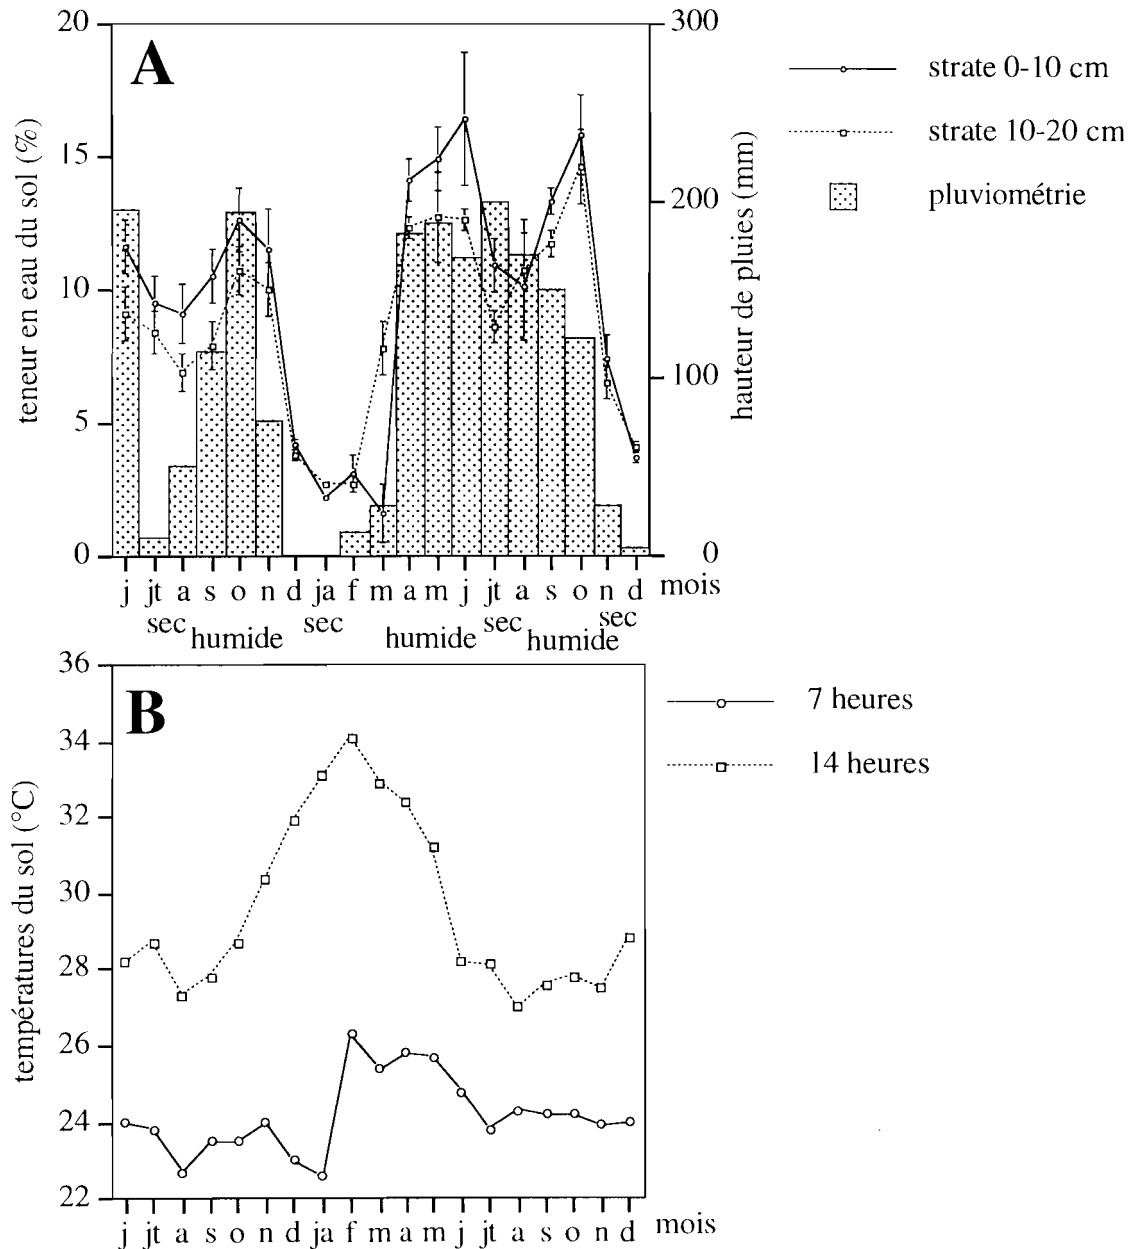 A
teneur en eau du sol (%)
20
15
10
5
0
300
200
100
0
hauteur de pluies (mm)
strate 0-10 cm
strate 10-20 cm
pluviométrie
j jt a s o n d ja f m a m j jt a s o n d mois
sec humide sec humide sec humide sec
B
températures du sol (°C)
36
34
32
30
28
26
24
22
7 heures
14 heures
j jt a s o n d ja f m a m j jt a s o n d mois